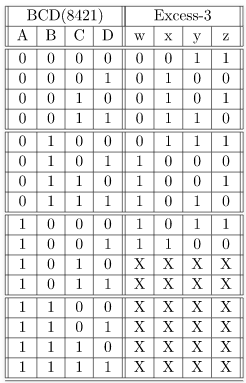 BCD(8421) Excess-3
A B C D w x y z
0 0 0 0 0 0 1 1
0 0 0 1 0 1 0 0
0 0 1 0 0 1 0 1
0 0 1 1 0 1 1 0
0 1 0 0 0 1 1 1
0 1 0 1 1 0 0 0
0 1 1 0 1 0 0 1
0 1 1 1 1 0 1 0
1 0 0 0 1 0 1 1
1 0 0 1 1 1 0 0
1 0 1 0 X X X X
1 0 1 1 X X X X
1 1 0 0 X X X X
1 1 0 1 X X X X
1 1 1 0 X X X X
1 1 1 1 X X X X